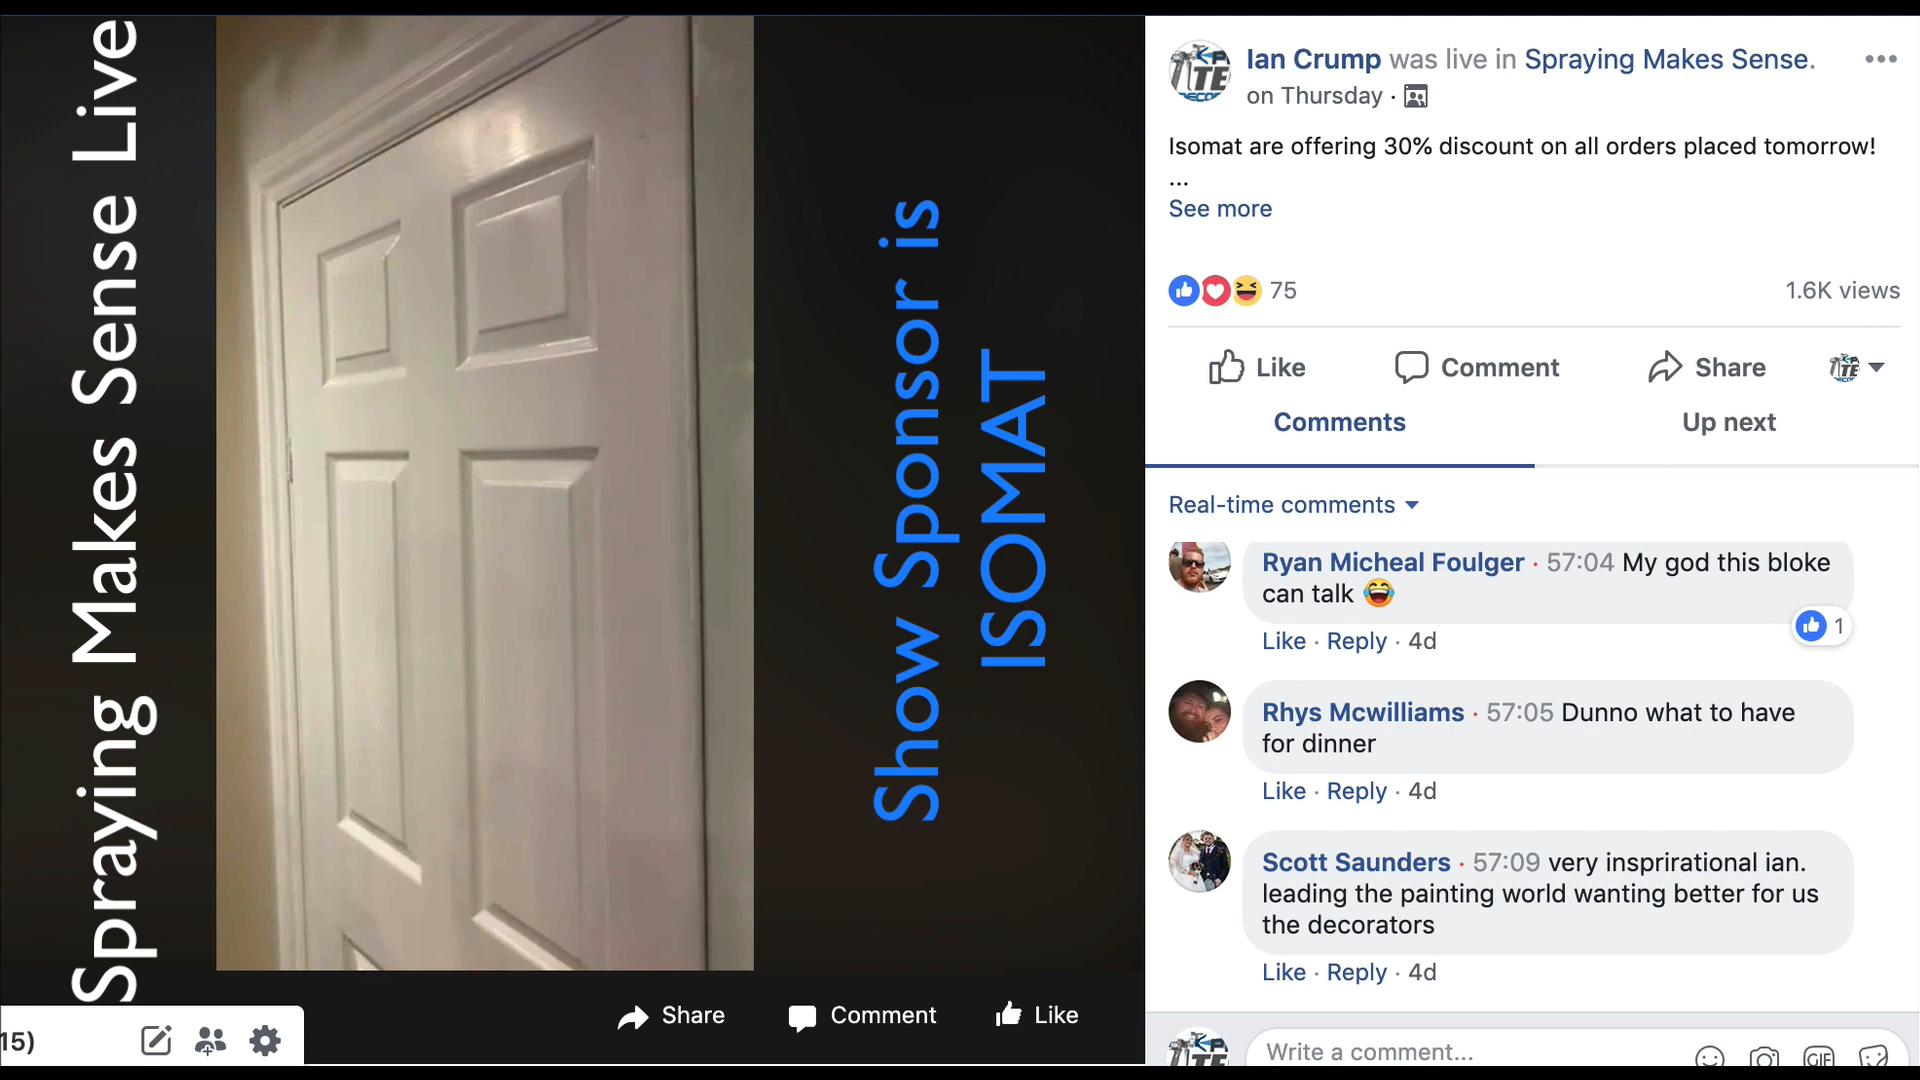 Spraying Makes Sense Live
Show Sponsor is
ISOMAT
Share
Comment
Like
15)
Ian Crump was live in Spraying Makes Sense.
on Thursday ·
Isomat are offering 30% discount on all orders placed tomorrow!
...
See more
75
1.6K views
Like
Comment
Share
Comments
Up next
Real-time comments
Ryan Micheal Foulger · 57:04 My god this bloke
can talk 😂
1
Like · Reply · 4d
Rhys Mcwilliams · 57:05 Dunno what to have
for dinner
Like · Reply · 4d
Scott Saunders · 57:09 very insprirational ian.
leading the painting world wanting better for us
the decorators
Like · Reply · 4d
Write a comment...
GIF